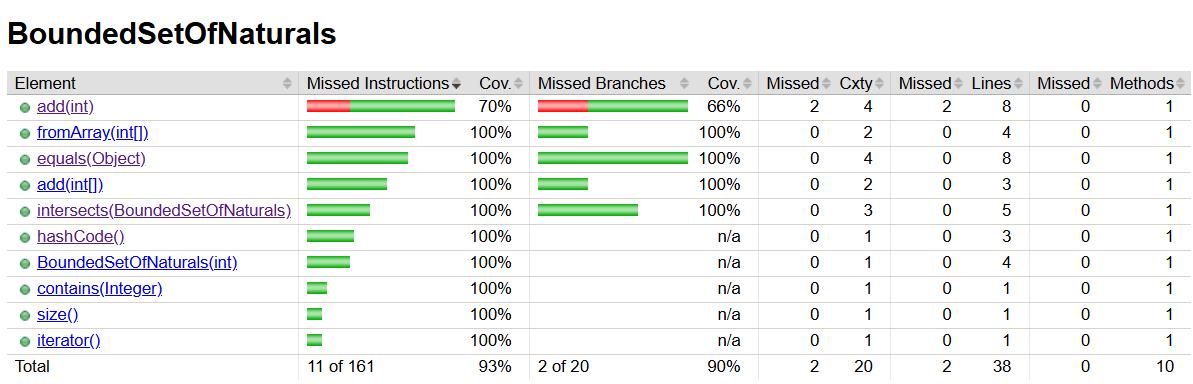 BoundedSetOfNaturals
Element Missed Instructions Cov. Missed Branches Cov. Missed Cxty Missed Lines Missed Methods
add(int) 70% 66% 2 4 2 8 0 1
fromArray(int[]) 100% 100% 0 2 0 4 0 1
equals(Object) 100% 100% 0 4 0 8 0 1
add(int[]) 100% 100% 0 2 0 3 0 1
intersects(BoundedSetOfNaturals) 100% 100% 0 3 0 5 0 1
hashCode() 100% n/a 0 1 0 3 0 1
BoundedSetOfNaturals(int) 100% n/a 0 1 0 4 0 1
contains(Integer) 100% n/a 0 1 0 1 0 1
size() 100% n/a 0 1 0 1 0 1
iterator() 100% n/a 0 1 0 1 0 1
Total 11 of 161 93% 2 of 20 90% 2 20 2 38 0 10